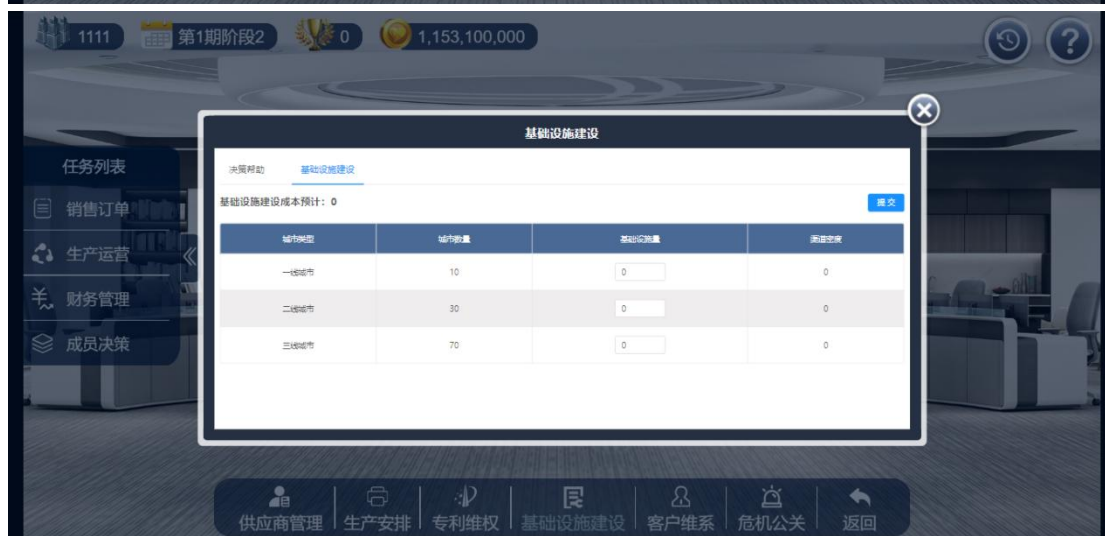 1111 第1期阶段2 0 1,153,100,000
?
基础设施建设
任务列表
销售订单
生产运营
财务管理
成员决策
决策帮助 基础设施建设
基础设施建设成本预计：0 提交
城市类型 城市数量 基础设施量 渠道密度
一线城市 10 0 0
二线城市 30 0 0
三线城市 70 0 0
供应商管理 生产安排 专利维权 基础设施建设 客户维系 危机公关 返回